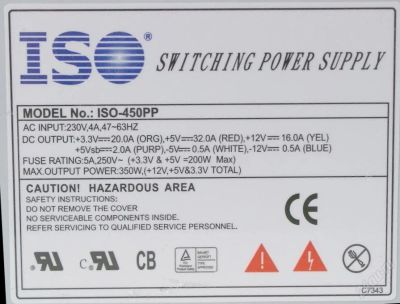 ISO SWITCHING POWER SUPPLY
MODEL No.: ISO-450PP
AC INPUT:230V,4A,47~63HZ
DC OUTPUT:+3.3V⎓20.0A (ORG),+5V⎓32.0A (RED),+12V⎓16.0A (YEL)
+5Vsb⎓2.0A (PURP),-5V⎓0.5A (WHITE),-12V⎓0.5A (BLUE)
FUSE RATING:5A,250V~ (+3.3V & +5V =200W Max)
MAX.OUTPUT POWER:350W,(+12V,+5V&3.3V TOTAL)
CAUTION! HAZARDOUS AREA
SAFETY INSTRUCTIONS:
DO NOT REMOVE THE COVER
NO SERVICEABLE COMPONENTS INSIDE.
REFER SERVICING TO QUALIFIED SERVICE PERSONNEL.
CE
CB
GEPRÜFTE
SICHERHEIT
C7343